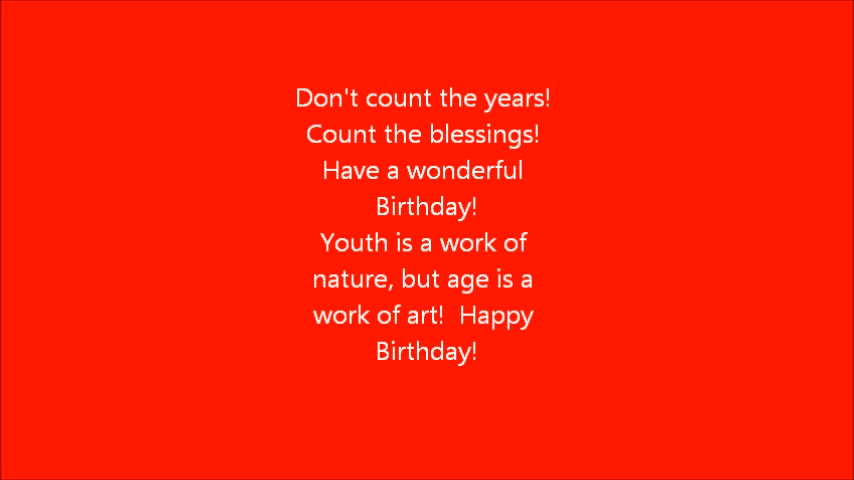 Don't count the years!
Count the blessings!
Have a wonderful
Birthday!
Youth is a work of
nature, but age is a
work of art!  Happy
Birthday!